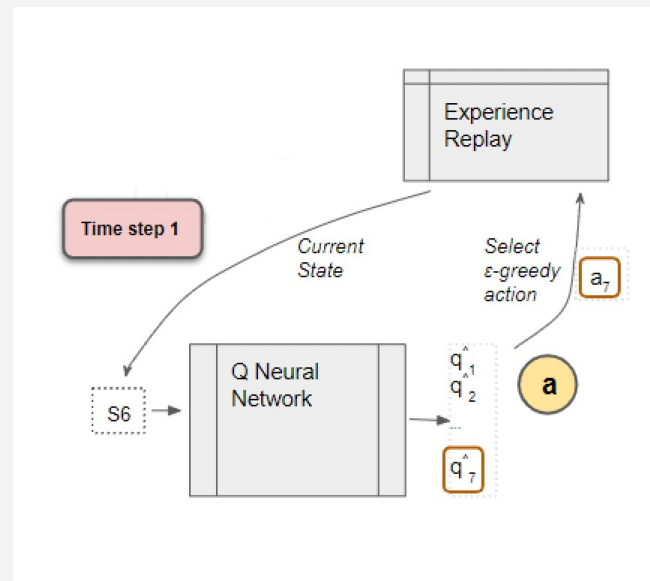 Experience
Replay
Time step 1
Current
State
Select
ε-greedy
action
a7
S6
Q Neural
Network
q^1
q^2
...
q^7
a